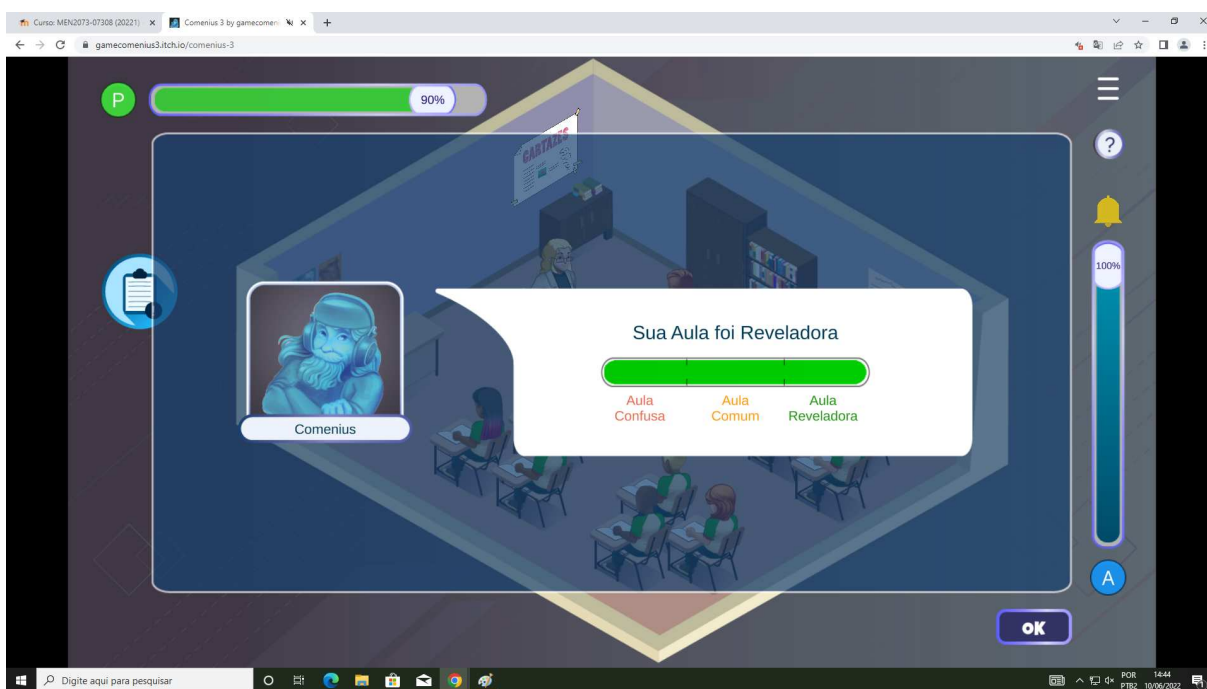 Curso: MEN2073-07308 (20221)
Comenius 3 by gamecomeni
gamecomenius3.itch.io/comenius-3
P
90%
?
CARTAZES
100%
Sua Aula foi Reveladora
Aula Confusa
Aula Comum
Aula Reveladora
Comenius
A
OK
Digite aqui para pesquisar
POR
PTB2
14:44
10/06/2022